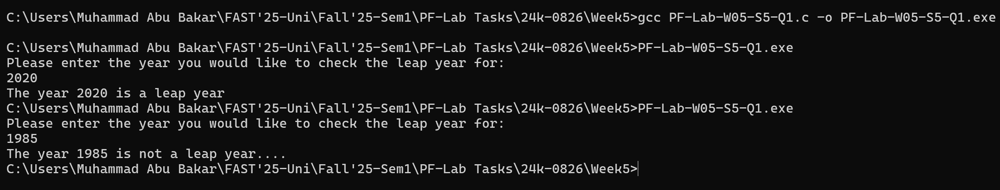 C:\Users\Muhammad Abu Bakar\FAST'25-Uni\Fall'25-Sem1\PF-Lab Tasks\24k-0826\Week5>gcc PF-Lab-W05-S5-Q1.c -o PF-Lab-W05-S5-Q1.exe
C:\Users\Muhammad Abu Bakar\FAST'25-Uni\Fall'25-Sem1\PF-Lab Tasks\24k-0826\Week5>PF-Lab-W05-S5-Q1.exe
Please enter the year you would like to check the leap year for:
2020
The year 2020 is a leap year
C:\Users\Muhammad Abu Bakar\FAST'25-Uni\Fall'25-Sem1\PF-Lab Tasks\24k-0826\Week5>PF-Lab-W05-S5-Q1.exe
Please enter the year you would like to check the leap year for:
1985
The year 1985 is not a leap year....
C:\Users\Muhammad Abu Bakar\FAST'25-Uni\Fall'25-Sem1\PF-Lab Tasks\24k-0826\Week5>